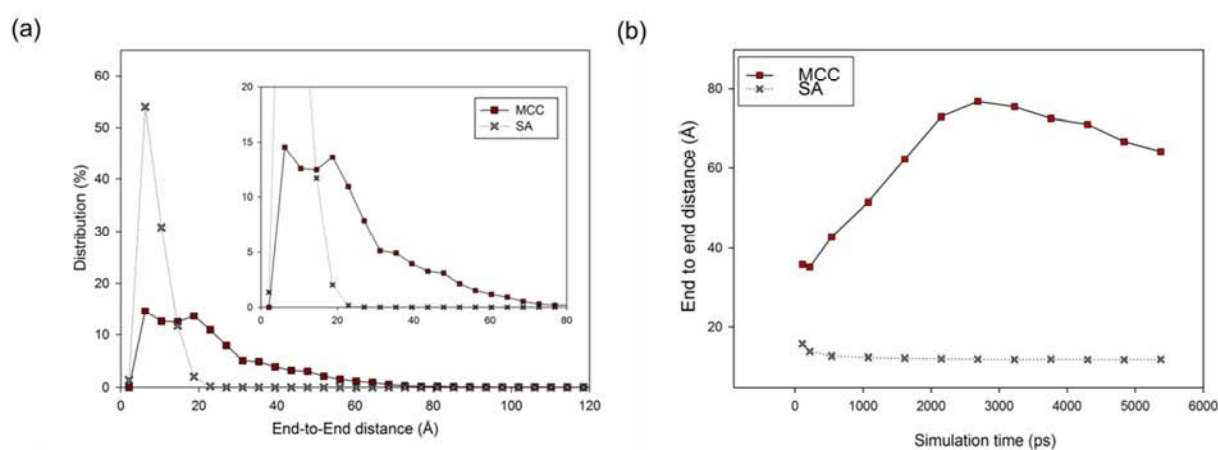 (a)
60
50
40
30
20
10
0
Distribution (%)
0 20 40 60 80 100 120
End-to-End distance (Å)
20
15
10
5
0
0 20 40 60 80
MCC
SA
(b)
MCC
SA
80
60
40
20
End to end distance (Å)
0 1000 2000 3000 4000 5000 6000
Simulation time (ps)